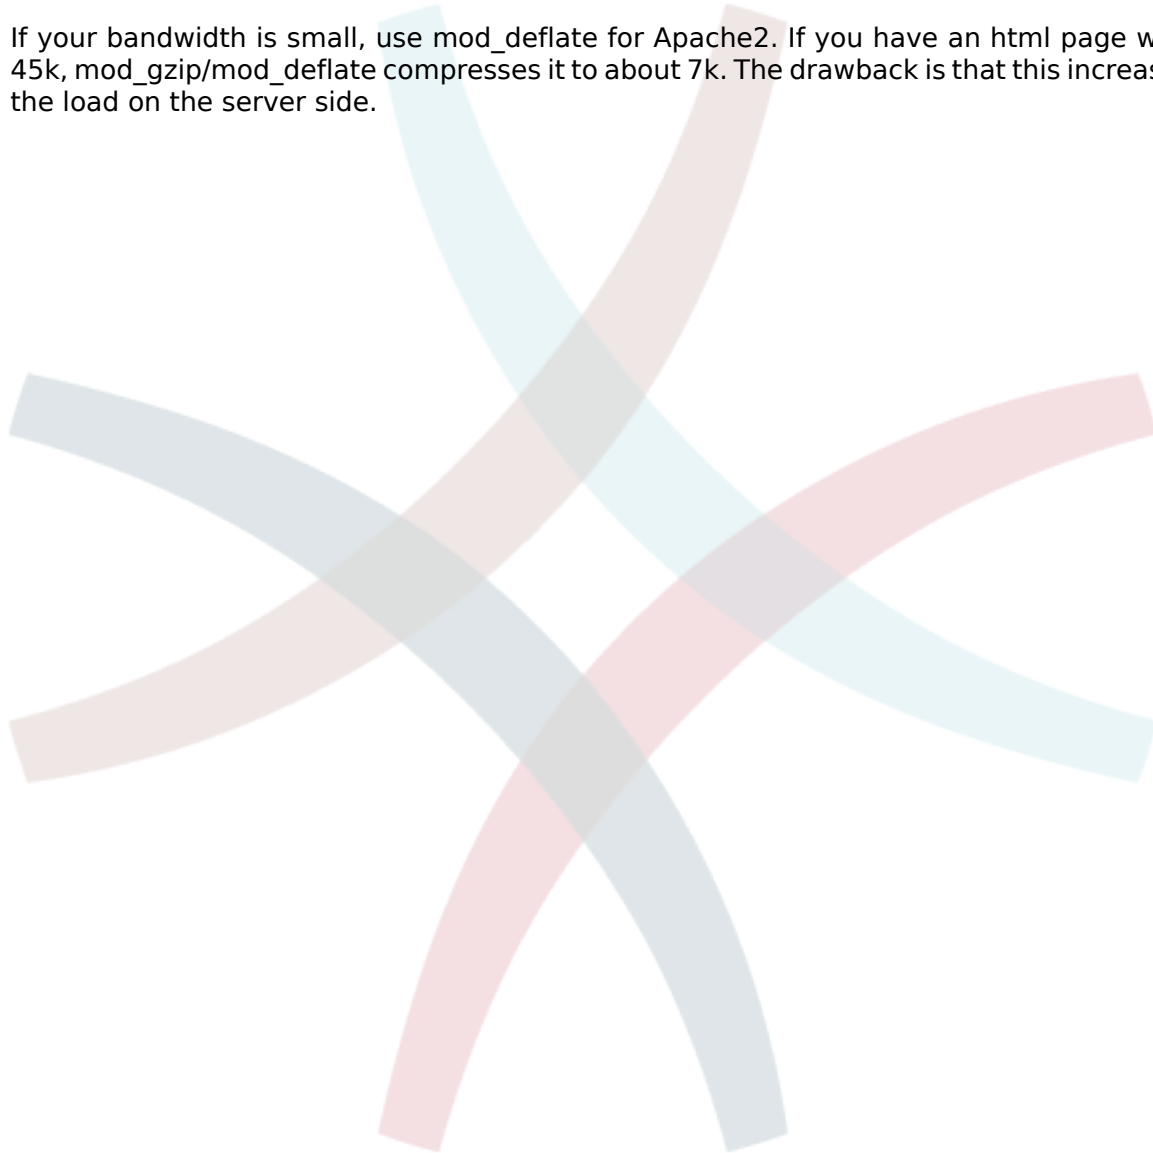 If your bandwidth is small, use mod_deflate for Apache2. If you have an html page w
45k, mod_gzip/mod_deflate compresses it to about 7k. The drawback is that this increas
the load on the server side.